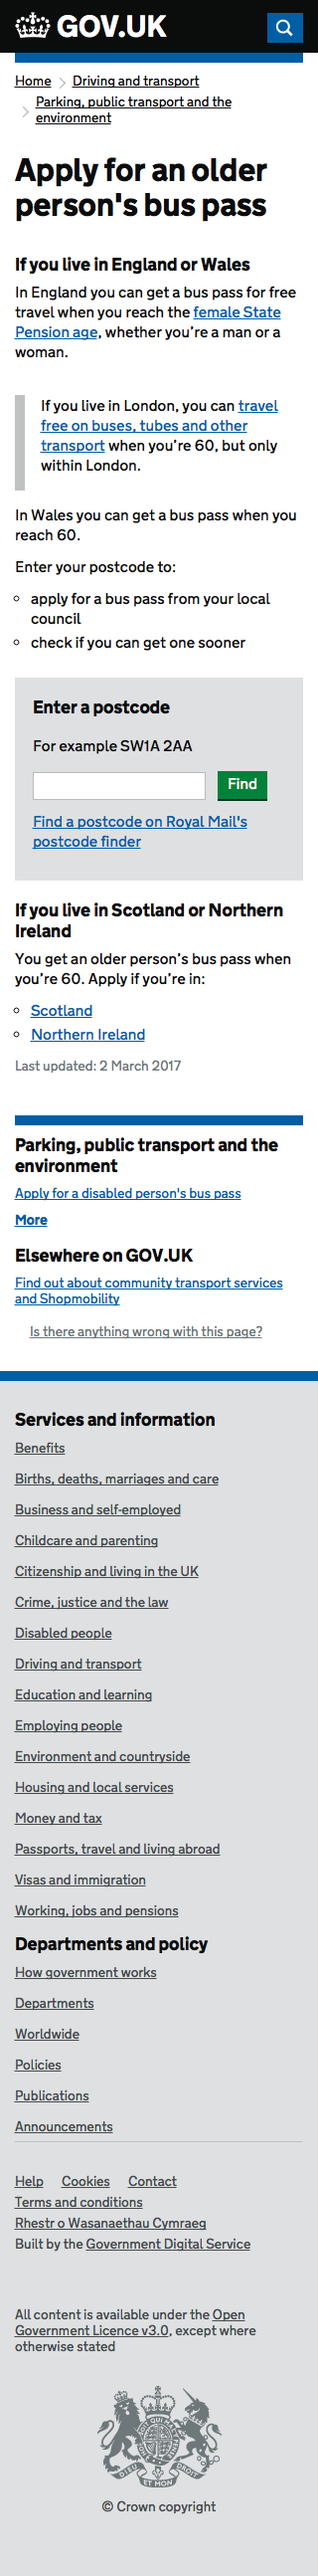 GOV.UK
Home
Driving and transport
Parking, public transport and the
environment
Apply for an older
person's bus pass
If you live in England or Wales
In England you can get a bus pass for free
travel when you reach the female State
Pension age, whether you’re a man or a
woman.
If you live in London, you can travel
free on buses, tubes and other
transport when you’re 60, but only
within London.
In Wales you can get a bus pass when you
reach 60.
Enter your postcode to:
apply for a bus pass from your local
council
check if you can get one sooner
Enter a postcode
For example SW1A 2AA
Find
Find a postcode on Royal Mail's
postcode finder
If you live in Scotland or Northern
Ireland
You get an older person’s bus pass when
you’re 60. Apply if you’re in:
Scotland
Northern Ireland
Last updated: 2 March 2017
Parking, public transport and the
environment
Apply for a disabled person's bus pass
More
Elsewhere on GOV.UK
Find out about community transport services
and Shopmobility
Is there anything wrong with this page?
Services and information
Benefits
Births, deaths, marriages and care
Business and self-employed
Childcare and parenting
Citizenship and living in the UK
Crime, justice and the law
Disabled people
Driving and transport
Education and learning
Employing people
Environment and countryside
Housing and local services
Money and tax
Passports, travel and living abroad
Visas and immigration
Working, jobs and pensions
Departments and policy
How government works
Departments
Worldwide
Policies
Publications
Announcements
Help Cookies Contact
Terms and conditions
Rhestr o Wasanaethau Cymraeg
Built by the Government Digital Service
All content is available under the Open
Government Licence v3.0, except where
otherwise stated
DIEU ET MON
© Crown copyright